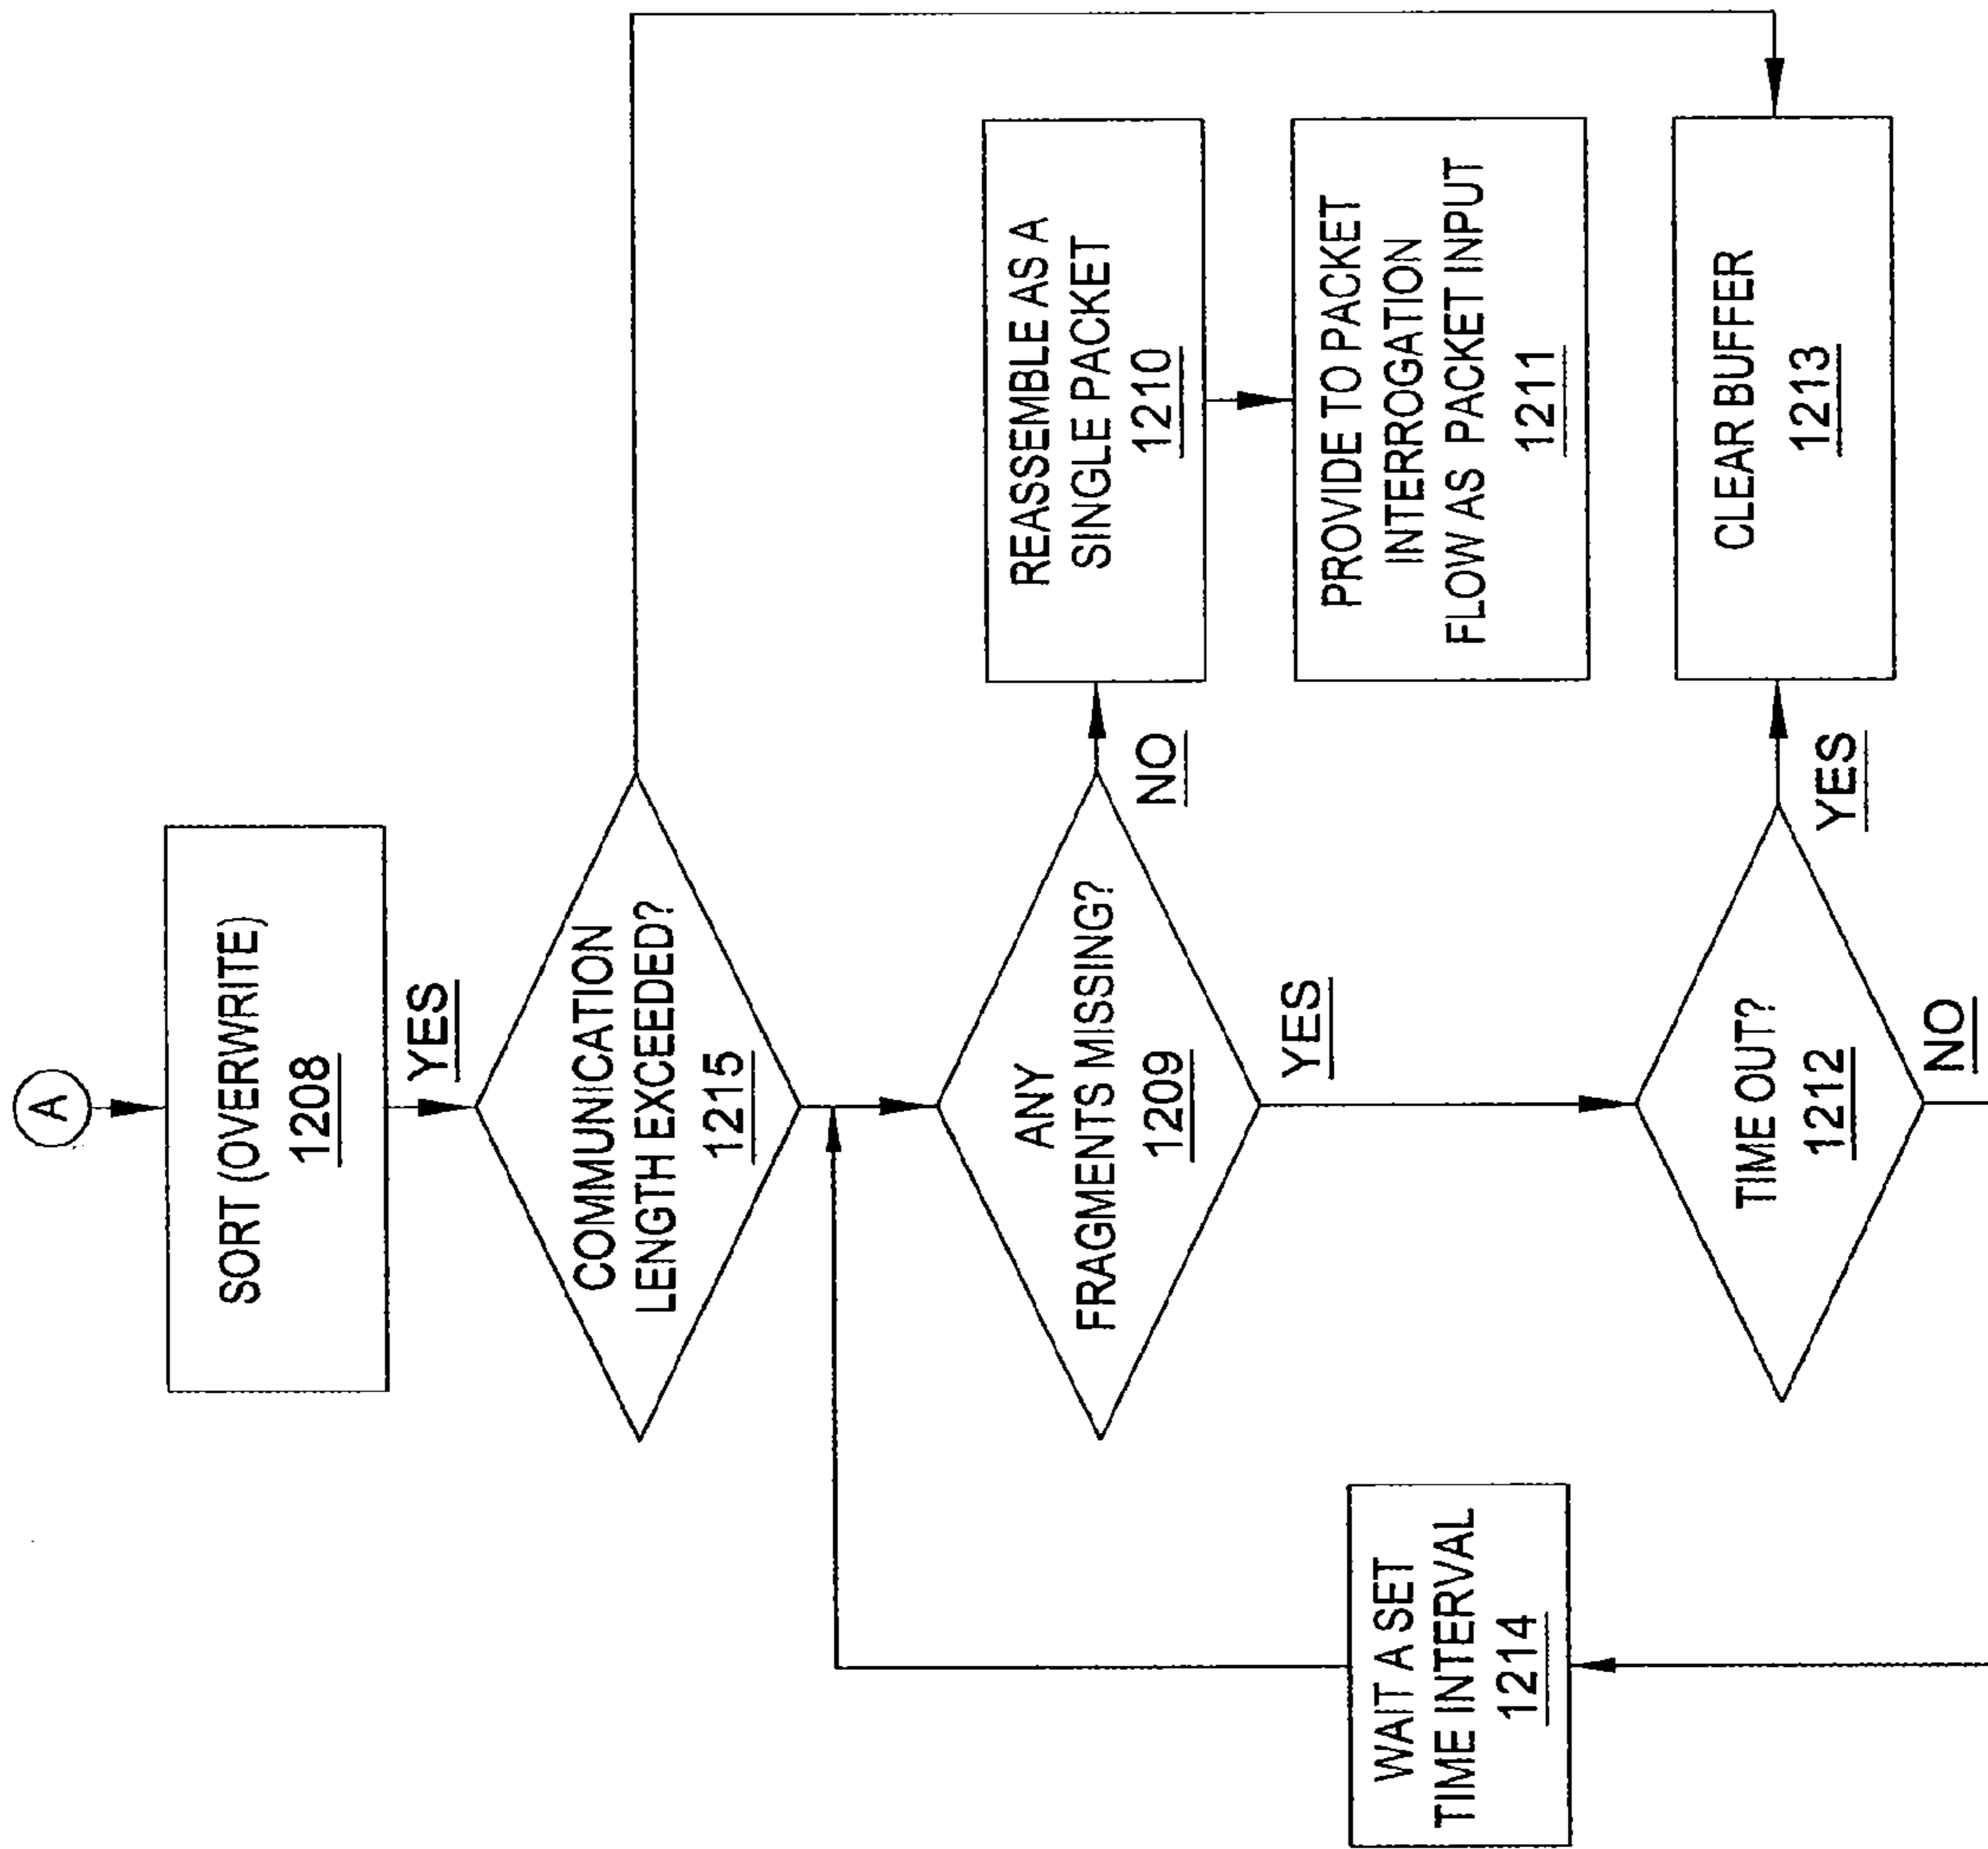 A
SORT (OVERWRITE)
1208
YES
COMMUNICATION
LENGTH EXCEEDED?
1215
ANY
FRAGMENTS MISSING?
1209
NO
REASSEMBLE AS A
SINGLE PACKET
1210
PROVIDE TO PACKET
INTERROGATION
FLOW AS PACKET INPUT
1211
YES
TIME OUT?
1212
YES
CLEAR BUFFER
1213
NO
WAIT A SET
TIME INTERVAL
1214